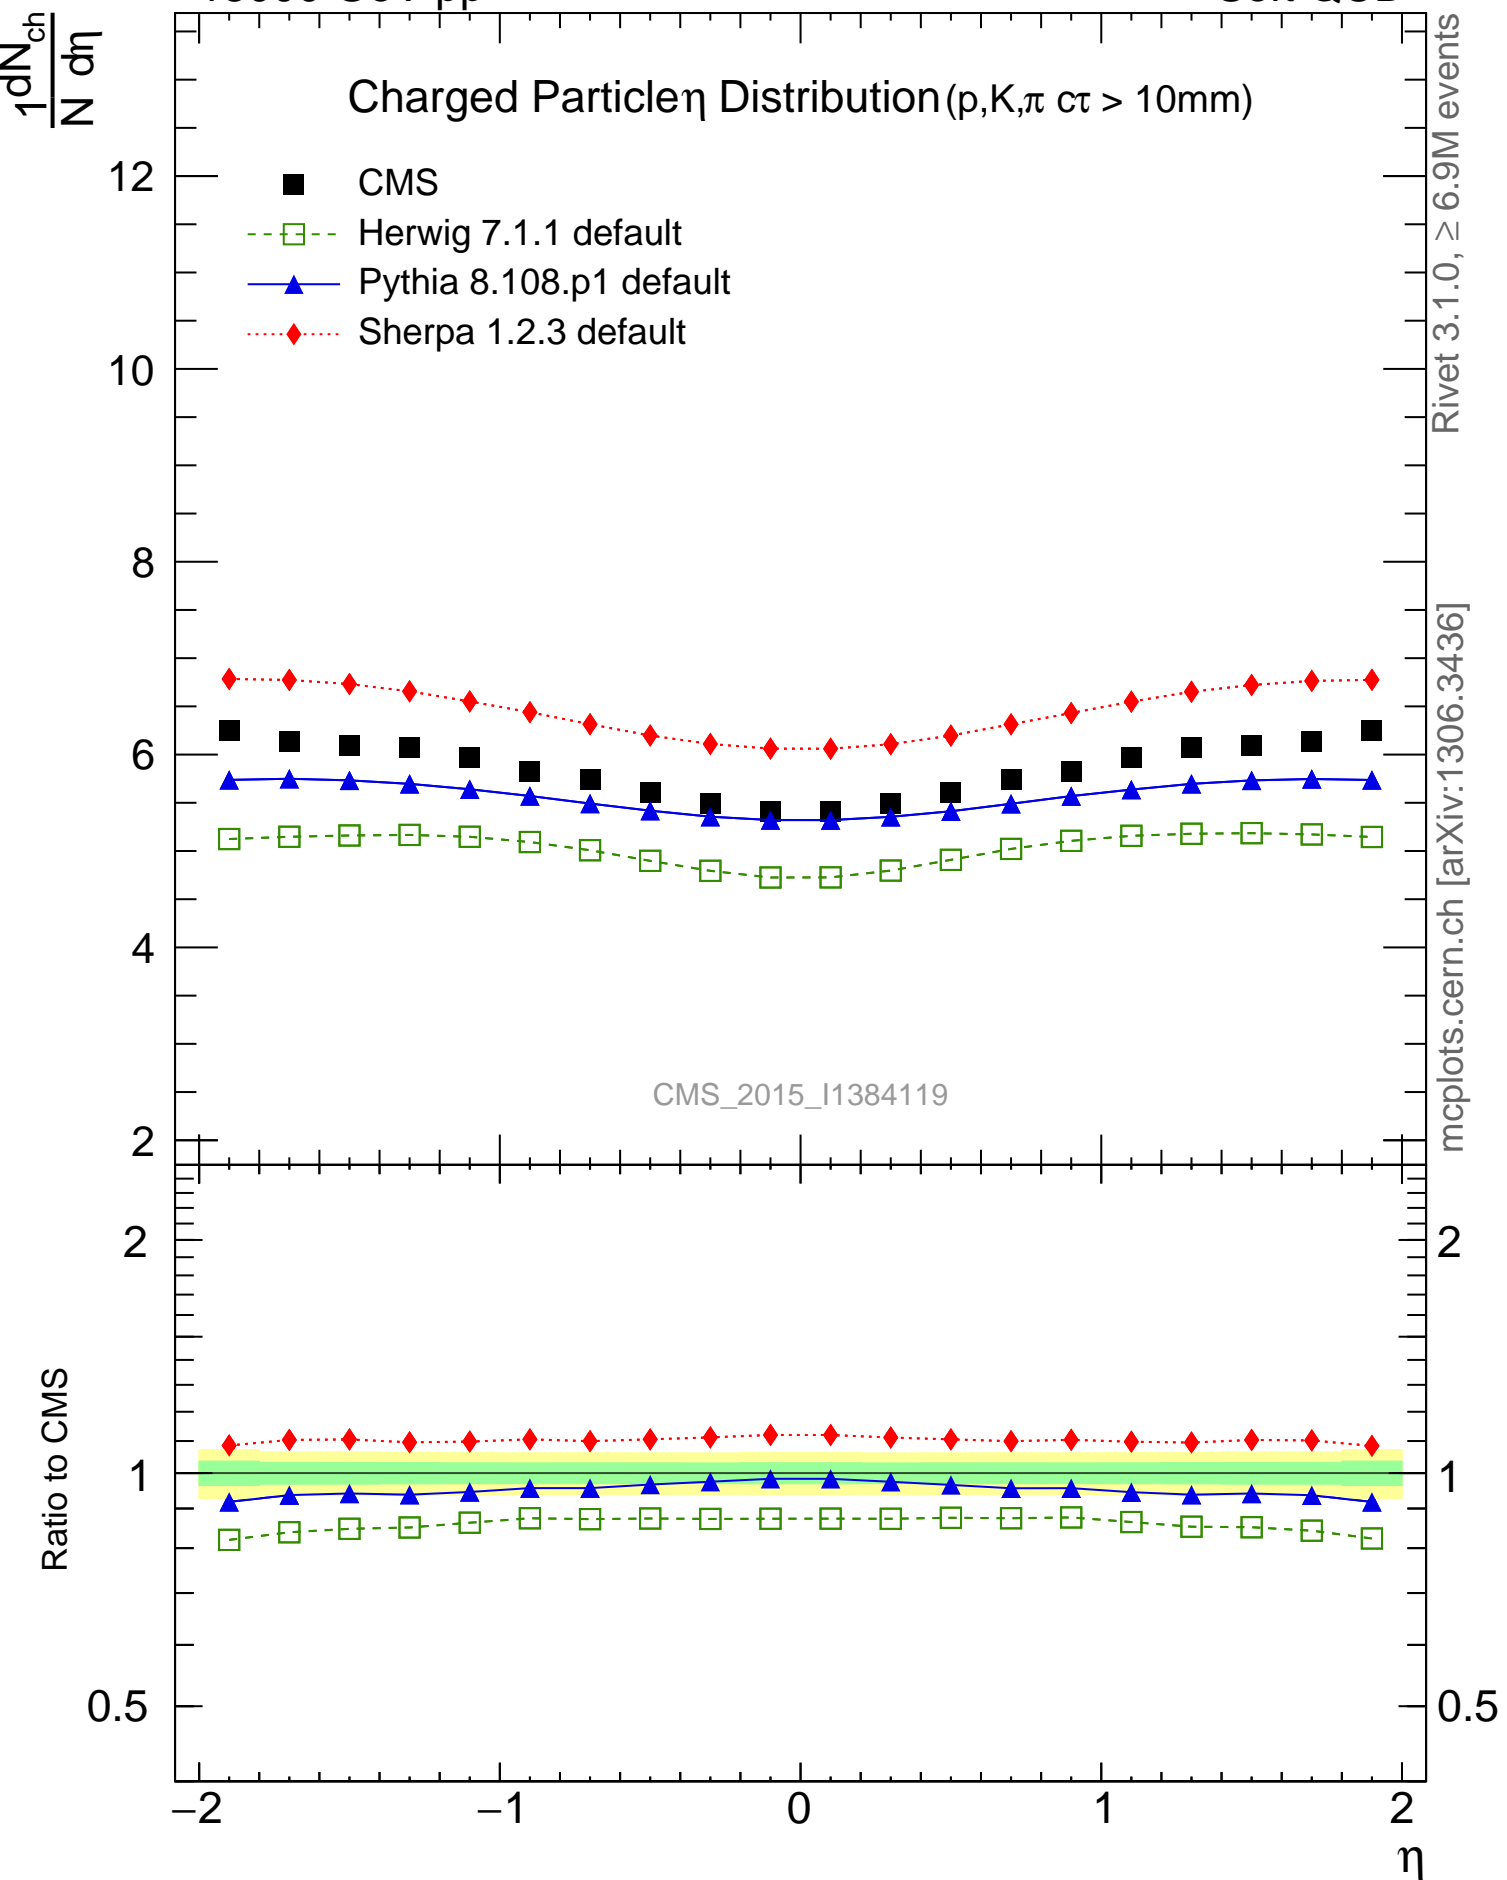 1 dN_ch
N dη
Charged Particle η Distribution (p,K,π cτ > 10mm)
CMS
Herwig 7.1.1 default
Pythia 8.108.p1 default
Sherpa 1.2.3 default
12
10
8
6
4
2
CMS_2015_I1384119
Rivet 3.1.0, ≥ 6.9M events
mcplots.cern.ch [arXiv:1306.3436]
Ratio to CMS
2 2
1 1
0.5 0.5
−2 −1 0 1 2
η